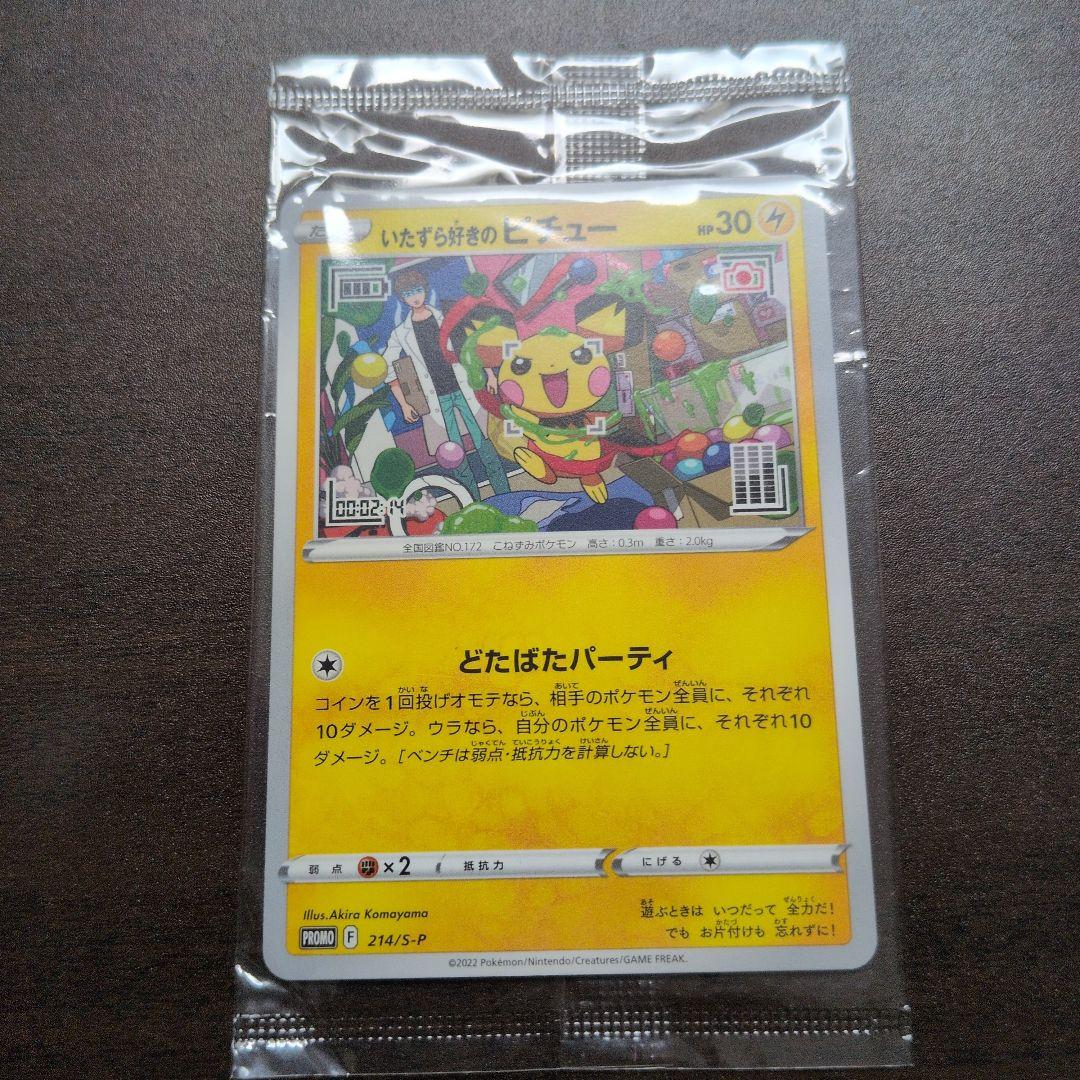 いたずら好きのピチュー HP30
00:02:14
全国図鑑NO.172 こねずみポケモン 高さ:0.3m 重さ:2.0kg
どたばたパーティ
コインを1回投げオモテなら、相手のポケモン全員に、それぞれ
10ダメージ。ウラなら、自分のポケモン全員に、それぞれ10
ダメージ。[ベンチは弱点・抵抗力を計算しない。]
弱点 ×2 抵抗力 にげる
Illus.Akira Komayama
遊ぶときは いつだって 全力だ!
でも お片付けも 忘れずに!
PROMO F 214/S-P
©2022 Pokémon/Nintendo/Creatures/GAME FREAK.